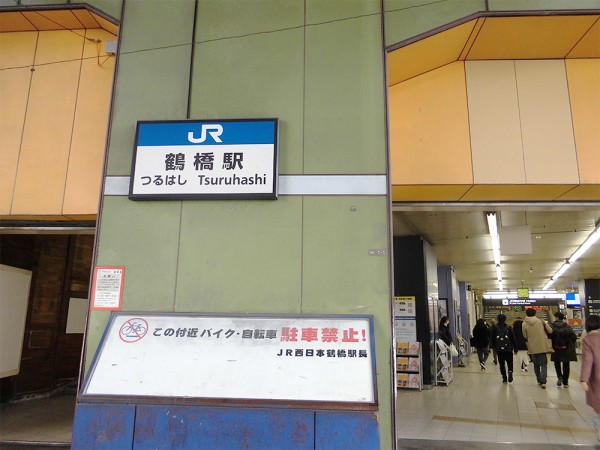 JR
鶴橋駅
つるはし Tsuruhashi
この付近バイク・自転車 駐車禁止!
JR西日本鶴橋駅長